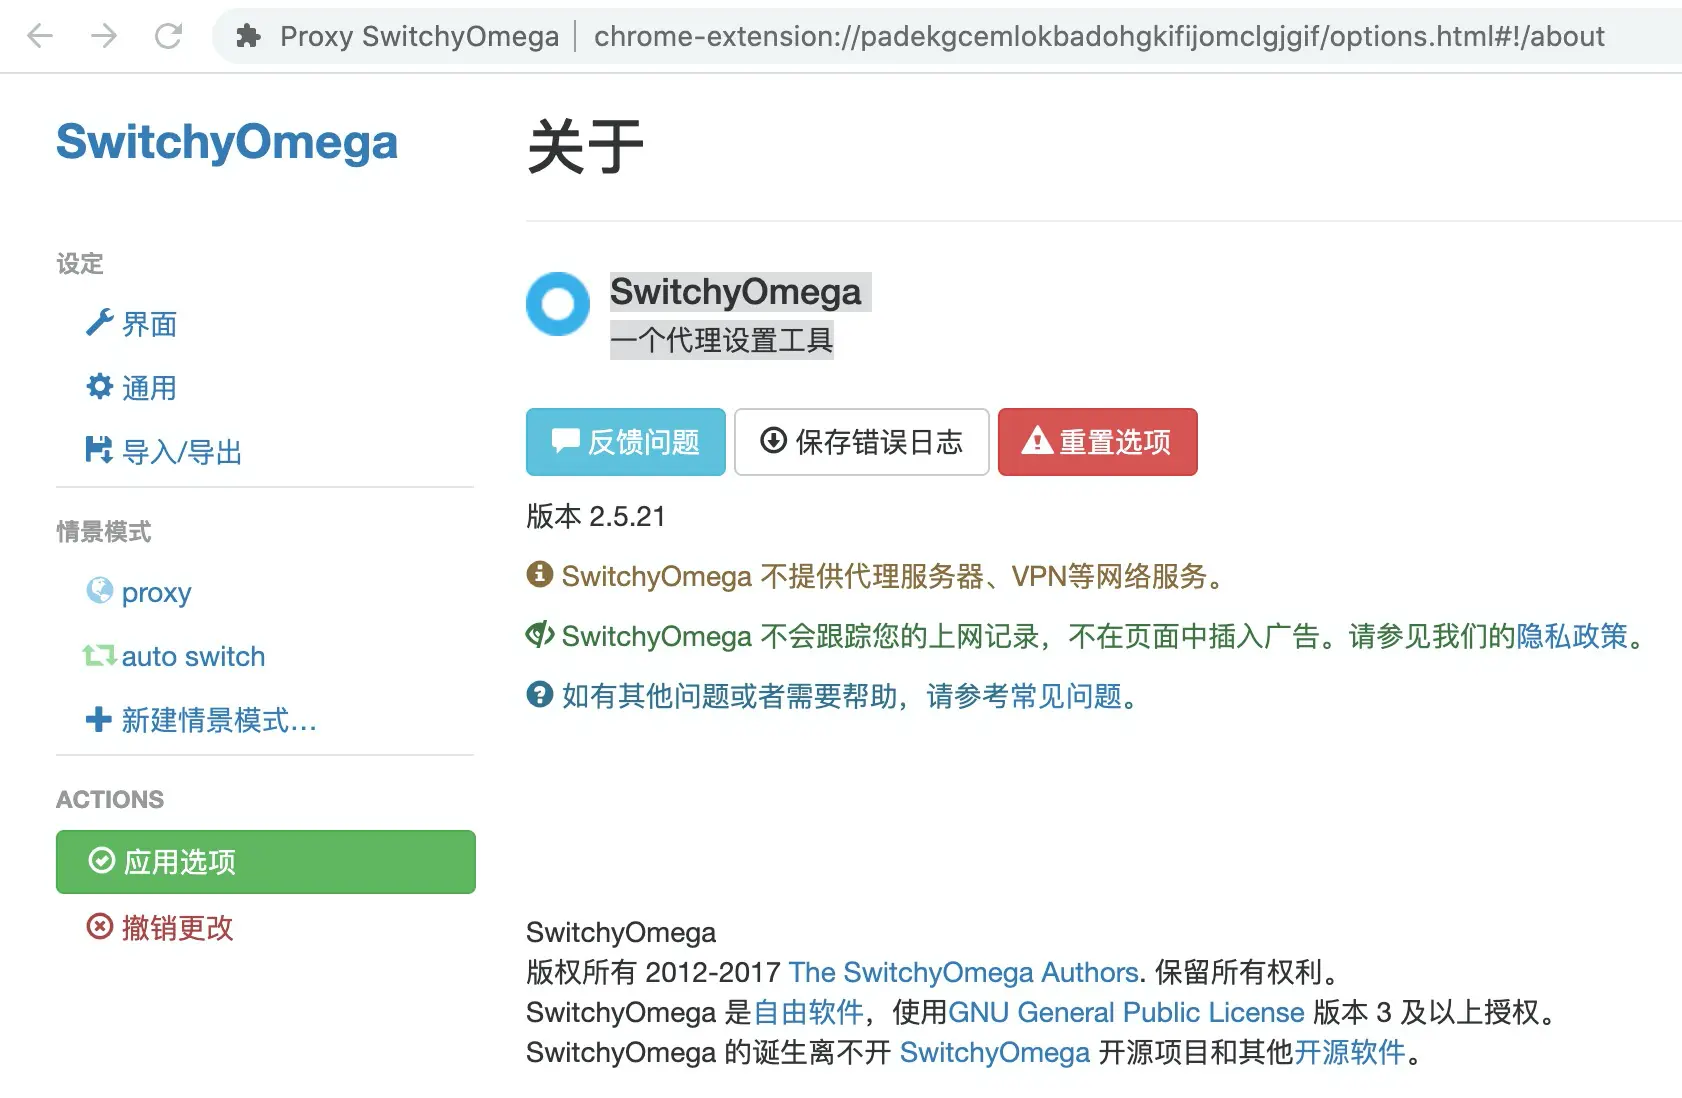 Proxy SwitchyOmega | chrome-extension://padekgcemlokbadohgkifijomclgjgif/options.html#!/about
SwitchyOmega
设定
界面
通用
导入/导出
情景模式
proxy
auto switch
新建情景模式...
ACTIONS
应用选项
撤销更改
关于
SwitchyOmega
一个代理设置工具
反馈问题 保存错误日志 重置选项
版本 2.5.21
SwitchyOmega 不提供代理服务器、VPN等网络服务。
SwitchyOmega 不会跟踪您的上网记录，不在页面中插入广告。请参见我们的隐私政策。
如有其他问题或者需要帮助，请参考常见问题。
SwitchyOmega
版权所有 2012-2017 The SwitchyOmega Authors. 保留所有权利。
SwitchyOmega 是自由软件，使用GNU General Public License 版本 3 及以上授权。
SwitchyOmega 的诞生离不开 SwitchyOmega 开源项目和其他开源软件。